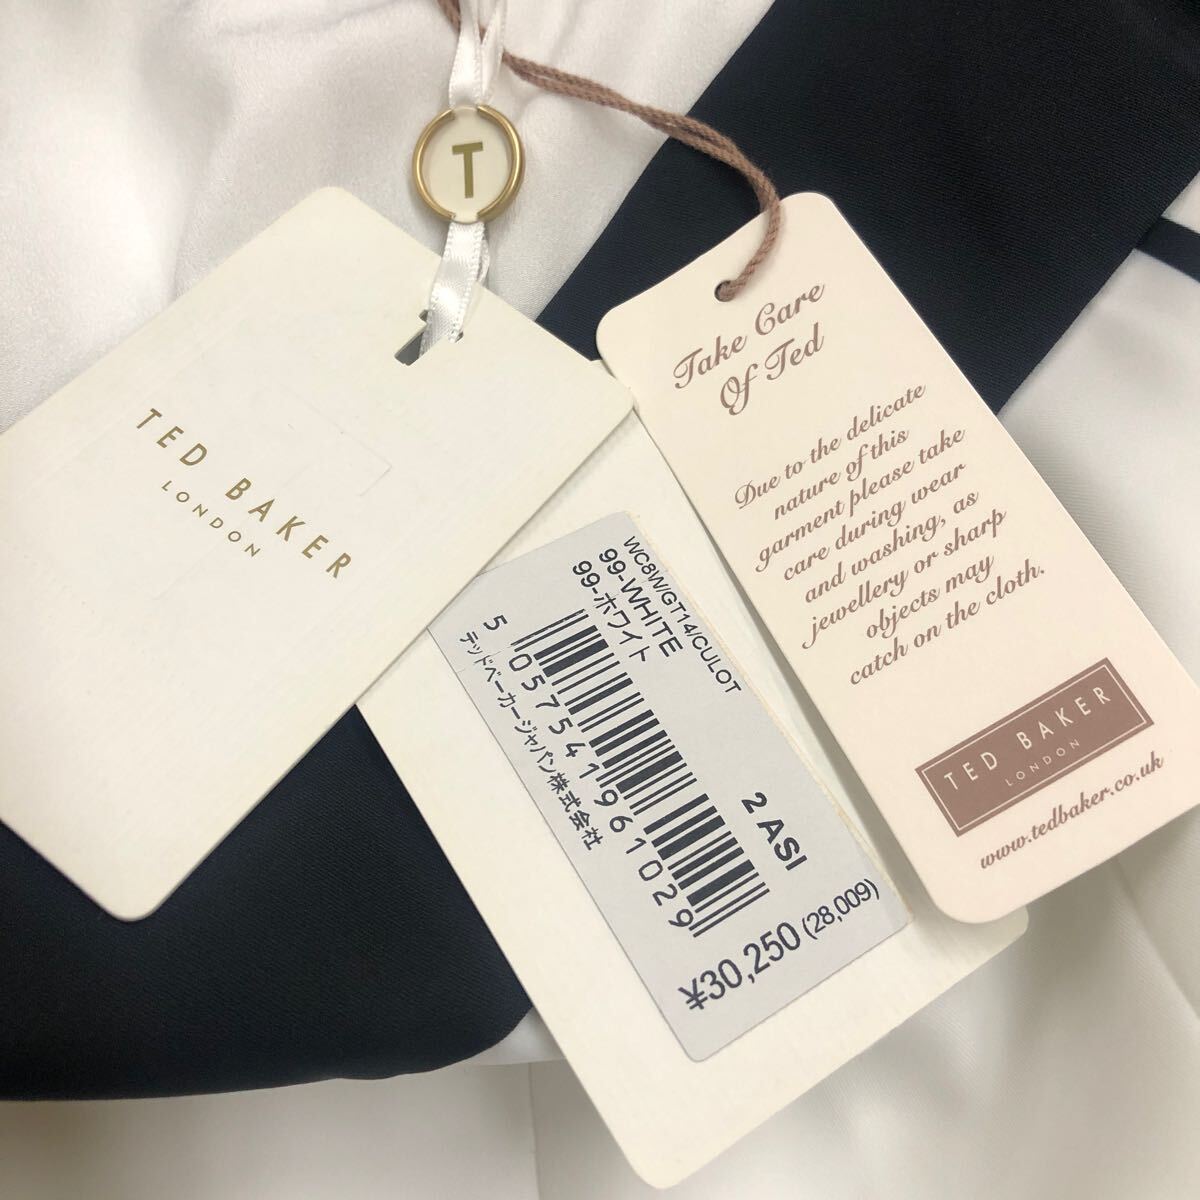 T
TED BAKER
LONDON
WC8W/GT14/CULOT
99-WHITE
99-ホワイト
5 057541 961029
テッドベーカージャパン株式会社
2 ASI
¥30,250 (28,009)
Take Care
Of Ted
Due to the delicate
nature of this
garment please take
care during wear
and washing, as
jewellery or sharp
objects may
catch on the cloth.
TED BAKER
LONDON
www.tedbaker.co.uk